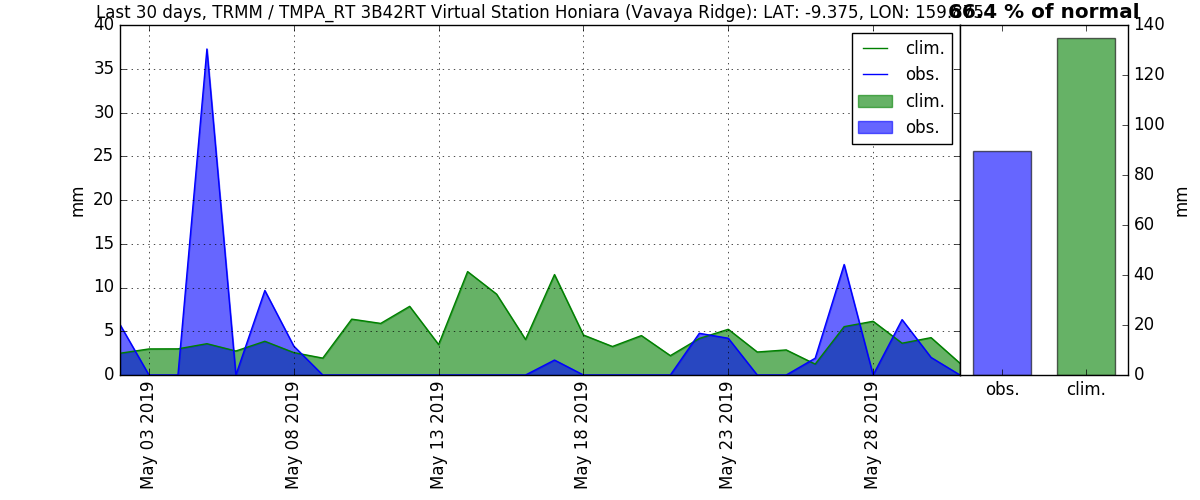 Last 30 days, TRMM / TMPA_RT 3B42RT Virtual Station Honiara (Vavaya Ridge): LAT: -9.375, LON:
66.4 % of normal
40
35
30
25
20
15
10
5
0
mm
clim.
obs.
clim.
obs.
May 03 2019
May 08 2019
May 13 2019
May 18 2019
May 23 2019
May 28 2019
140
120
100
80
60
40
20
0
mm
obs.
clim.